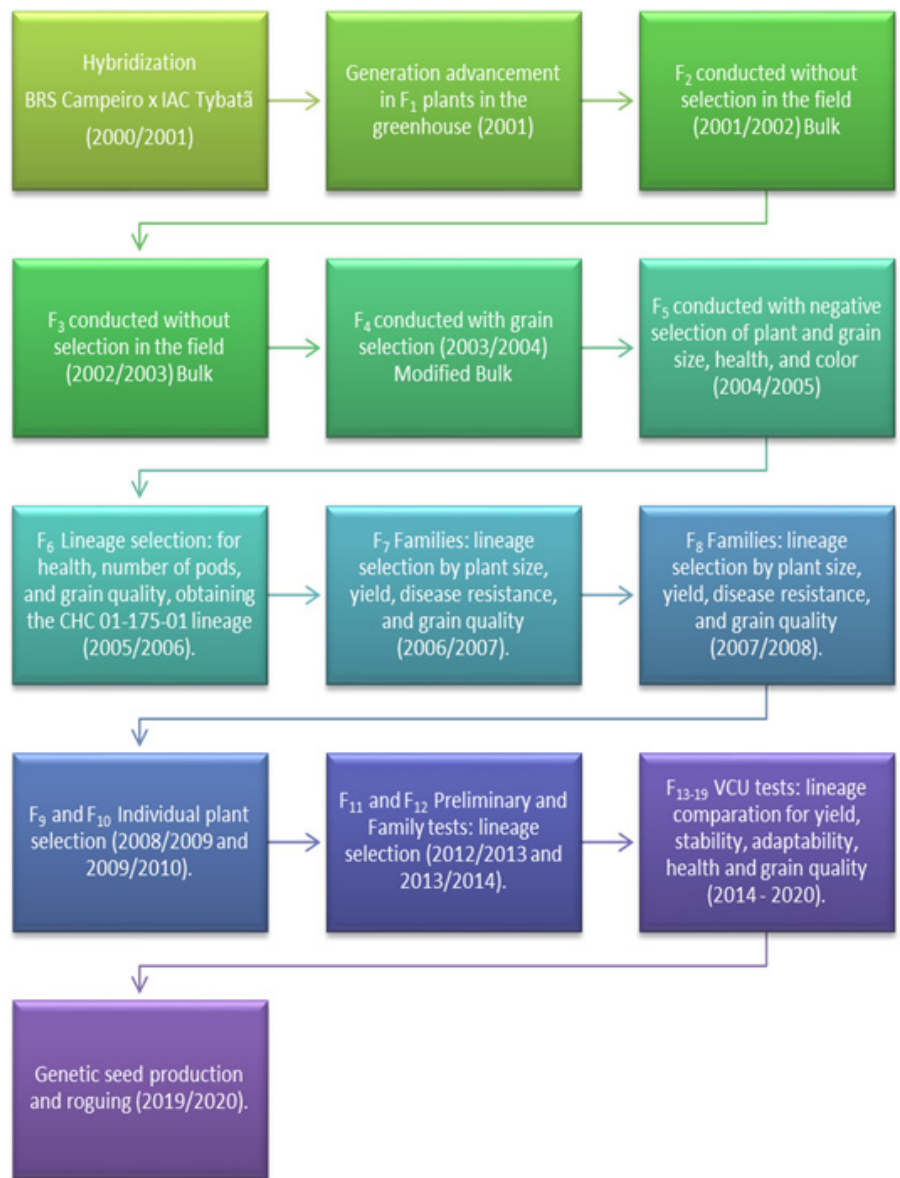 Hybridization
BRS Campeiro x IAC Tybatã
(2000/2001)
Generation advancement
in F₁ plants in the
greenhouse (2001)
F₂ conducted without
selection in the field
(2001/2002) Bulk
F₃ conducted without
selection in the field
(2002/2003) Bulk
F₄ conducted with grain
selection (2003/2004)
Modified Bulk
F₅ conducted with negative
selection of plant and grain
size, health, and color
(2004/2005)
F₆ Lineage selection: for
health, number of pods,
and grain quality, obtaining
the CHC 01-175-01 lineage
(2005/2006).
F₇ Families: lineage
selection by plant size,
yield, disease resistance,
and grain quality
(2006/2007).
F₈ Families: lineage
selection by plant size,
yield, disease resistance,
and grain quality
(2007/2008).
F₉ and F₁₀ Individual plant
selection (2008/2009 and
2009/2010).
F₁₁ and F₁₂ Preliminary and
Family tests: lineage
selection (2012/2013 and
2013/2014).
F₁₃₋₁₉ VCU tests: lineage
comparation for yield,
stability, adaptability,
health and grain quality
(2014 - 2020).
Genetic seed production
and roguing (2019/2020).